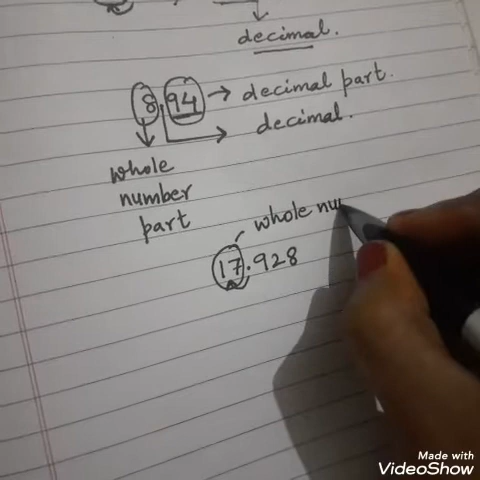 decimal.
8.94 → decimal part.
decimal.
whole
number
part
whole nu
17.928
Made with
VideoShow